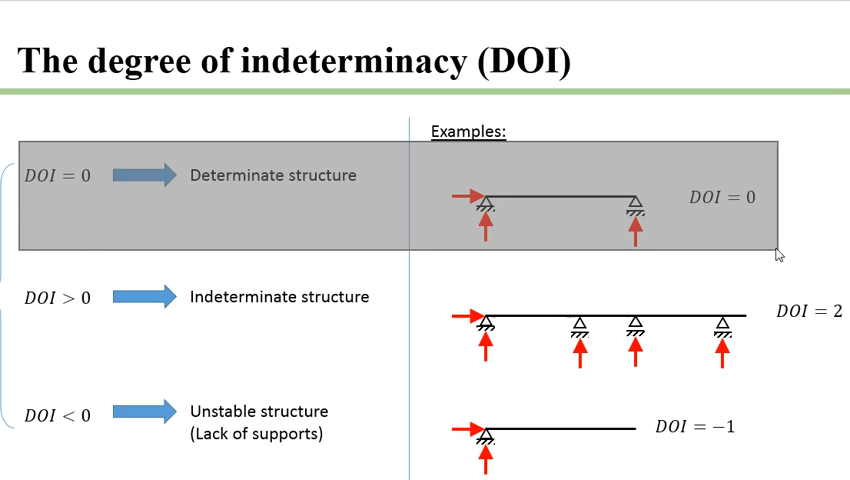 The degree of indeterminacy (DOI)
Examples:
DOI = 0
Determinate structure
DOI = 0
DOI > 0
Indeterminate structure
DOI = 2
DOI < 0
Unstable structure
(Lack of supports)
DOI = −1